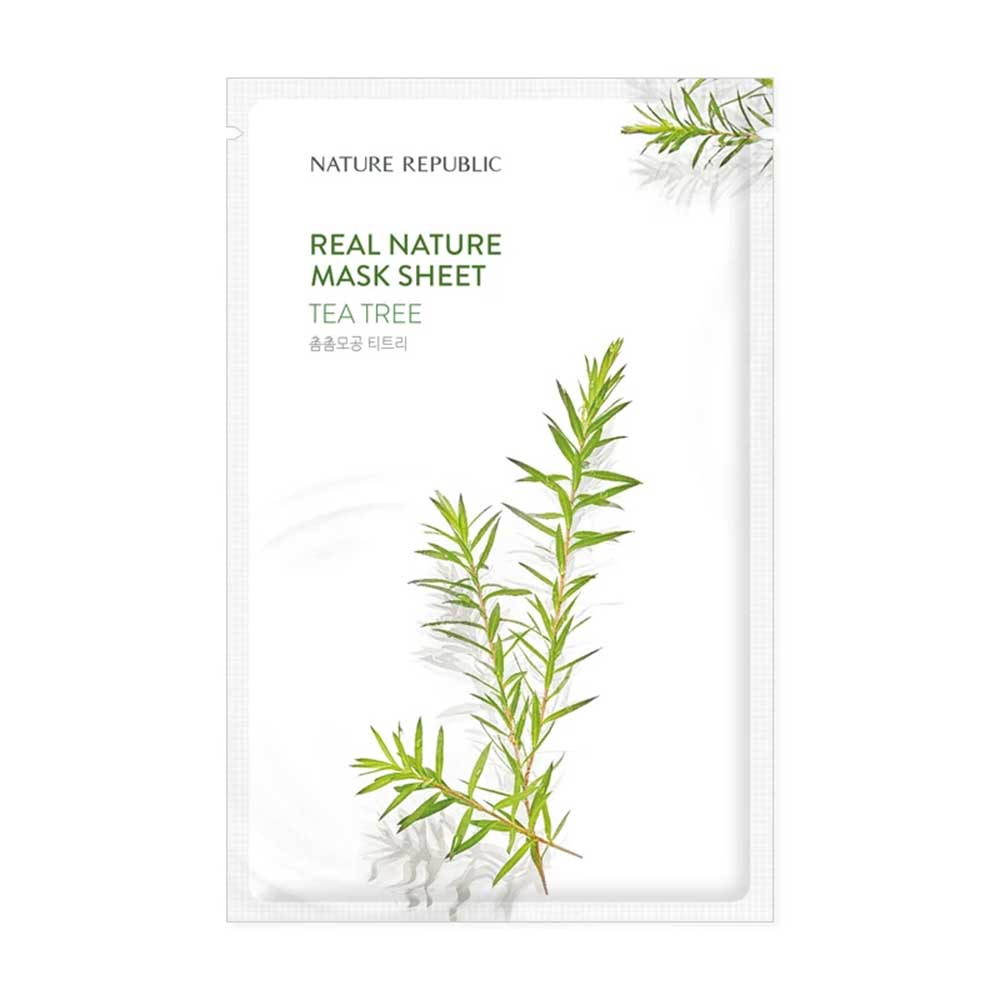 NATURE REPUBLIC
REAL NATURE
MASK SHEET
TEA TREE
촘촘모공 티트리